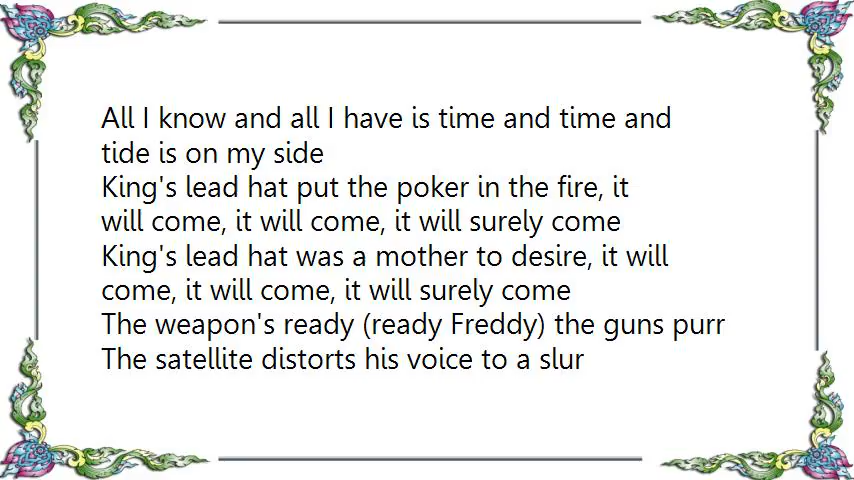 All I know and all I have is time and time and
tide is on my side
King's lead hat put the poker in the fire, it
will come, it will come, it will surely come
King's lead hat was a mother to desire, it will
come, it will come, it will surely come
The weapon's ready (ready Freddy) the guns purr
The satellite distorts his voice to a slur